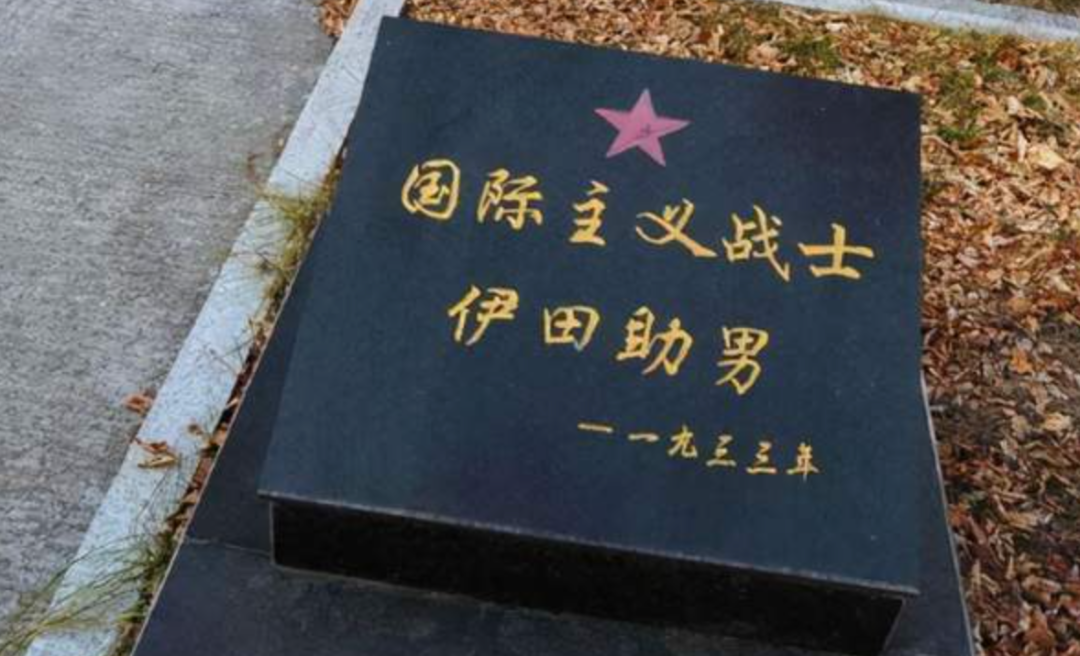 国际主义战士
伊田助男
—一九三三年